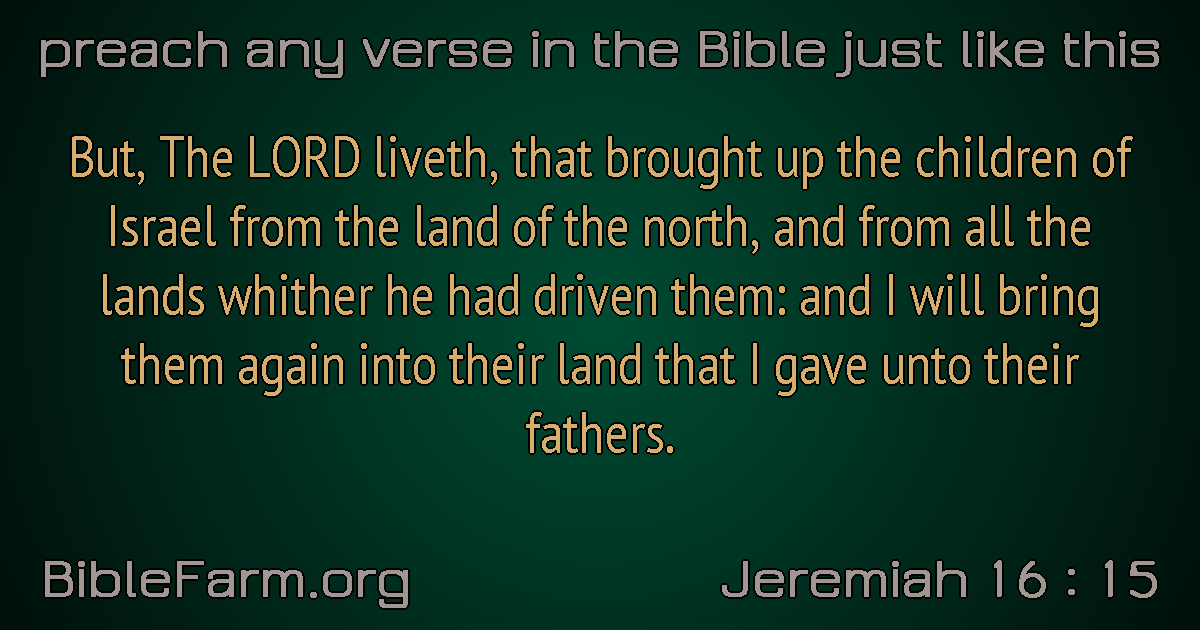 preach any verse in the Bible just like this
But, The LORD liveth, that brought up the children of
Israel from the land of the north, and from all the
lands whither he had driven them: and I will bring
them again into their land that I gave unto their
fathers.
BibleFarm.org
Jeremiah 16 : 15